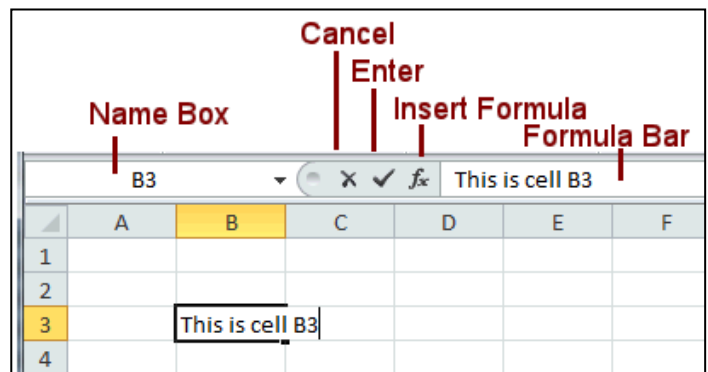 Cancel
Enter
Name Box
Insert Formula
Formula Bar
B3 fx This is cell B3
A B C D E F
1
2
3 This is cell B3
4